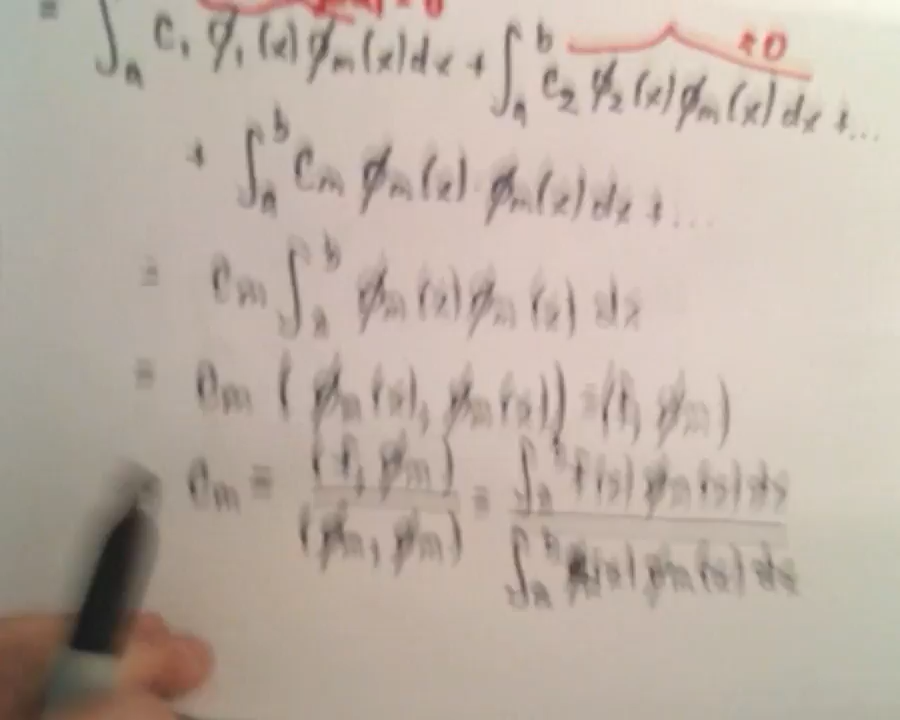 = ∫_a c₁ φ₁(x) φ_m(x) dx + ∫_a^b c₂ φ₂(x) φ_m(x) dx + ... = 0
+ ∫_a^b c_m φ_m(x) · φ_m(x) dx + ...
= c_m ∫_a^b φ_m(x) φ_m(x) dx
= c_m (φ_m(x), φ_m(x)) = (f, φ_m)
c_m = (f, φ_m) / (φ_m, φ_m) = ∫_a^b f(x) φ_m(x) dx / ∫_a^b φ_m(x) φ_m(x) dx